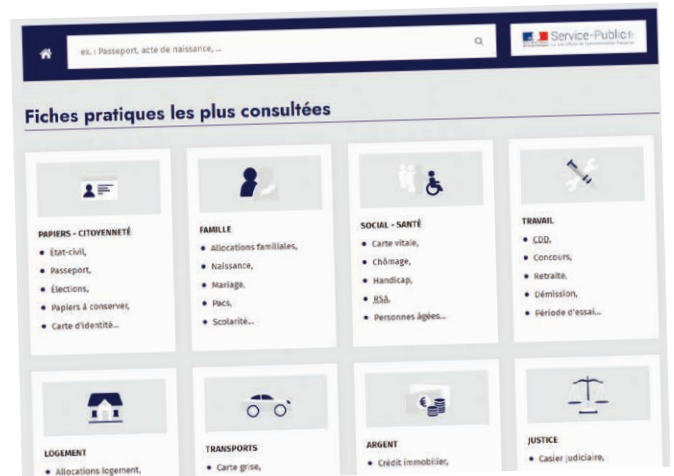 ex. : Passeport, acte de naissance, ...
Service-Public.fr
Fiches pratiques les plus consultées
PAPIERS - CITOYENNETÉ
• État-civil,
• Passeport,
• Élections,
• Papiers à conserver,
• Carte d'identité...
FAMILLE
• Allocations familiales,
• Naissance,
• Mariage,
• Pacs,
• Scolarité...
SOCIAL - SANTÉ
• Carte vitale,
• Chômage,
• Handicap,
• RSA,
• Personnes âgées...
TRAVAIL
• CDD,
• Concours,
• Retraite,
• Démission,
• Période d'essai...
LOGEMENT
• Allocations logement,
TRANSPORTS
• Carte grise,
ARGENT
• Crédit immobilier,
JUSTICE
• Casier judiciaire,